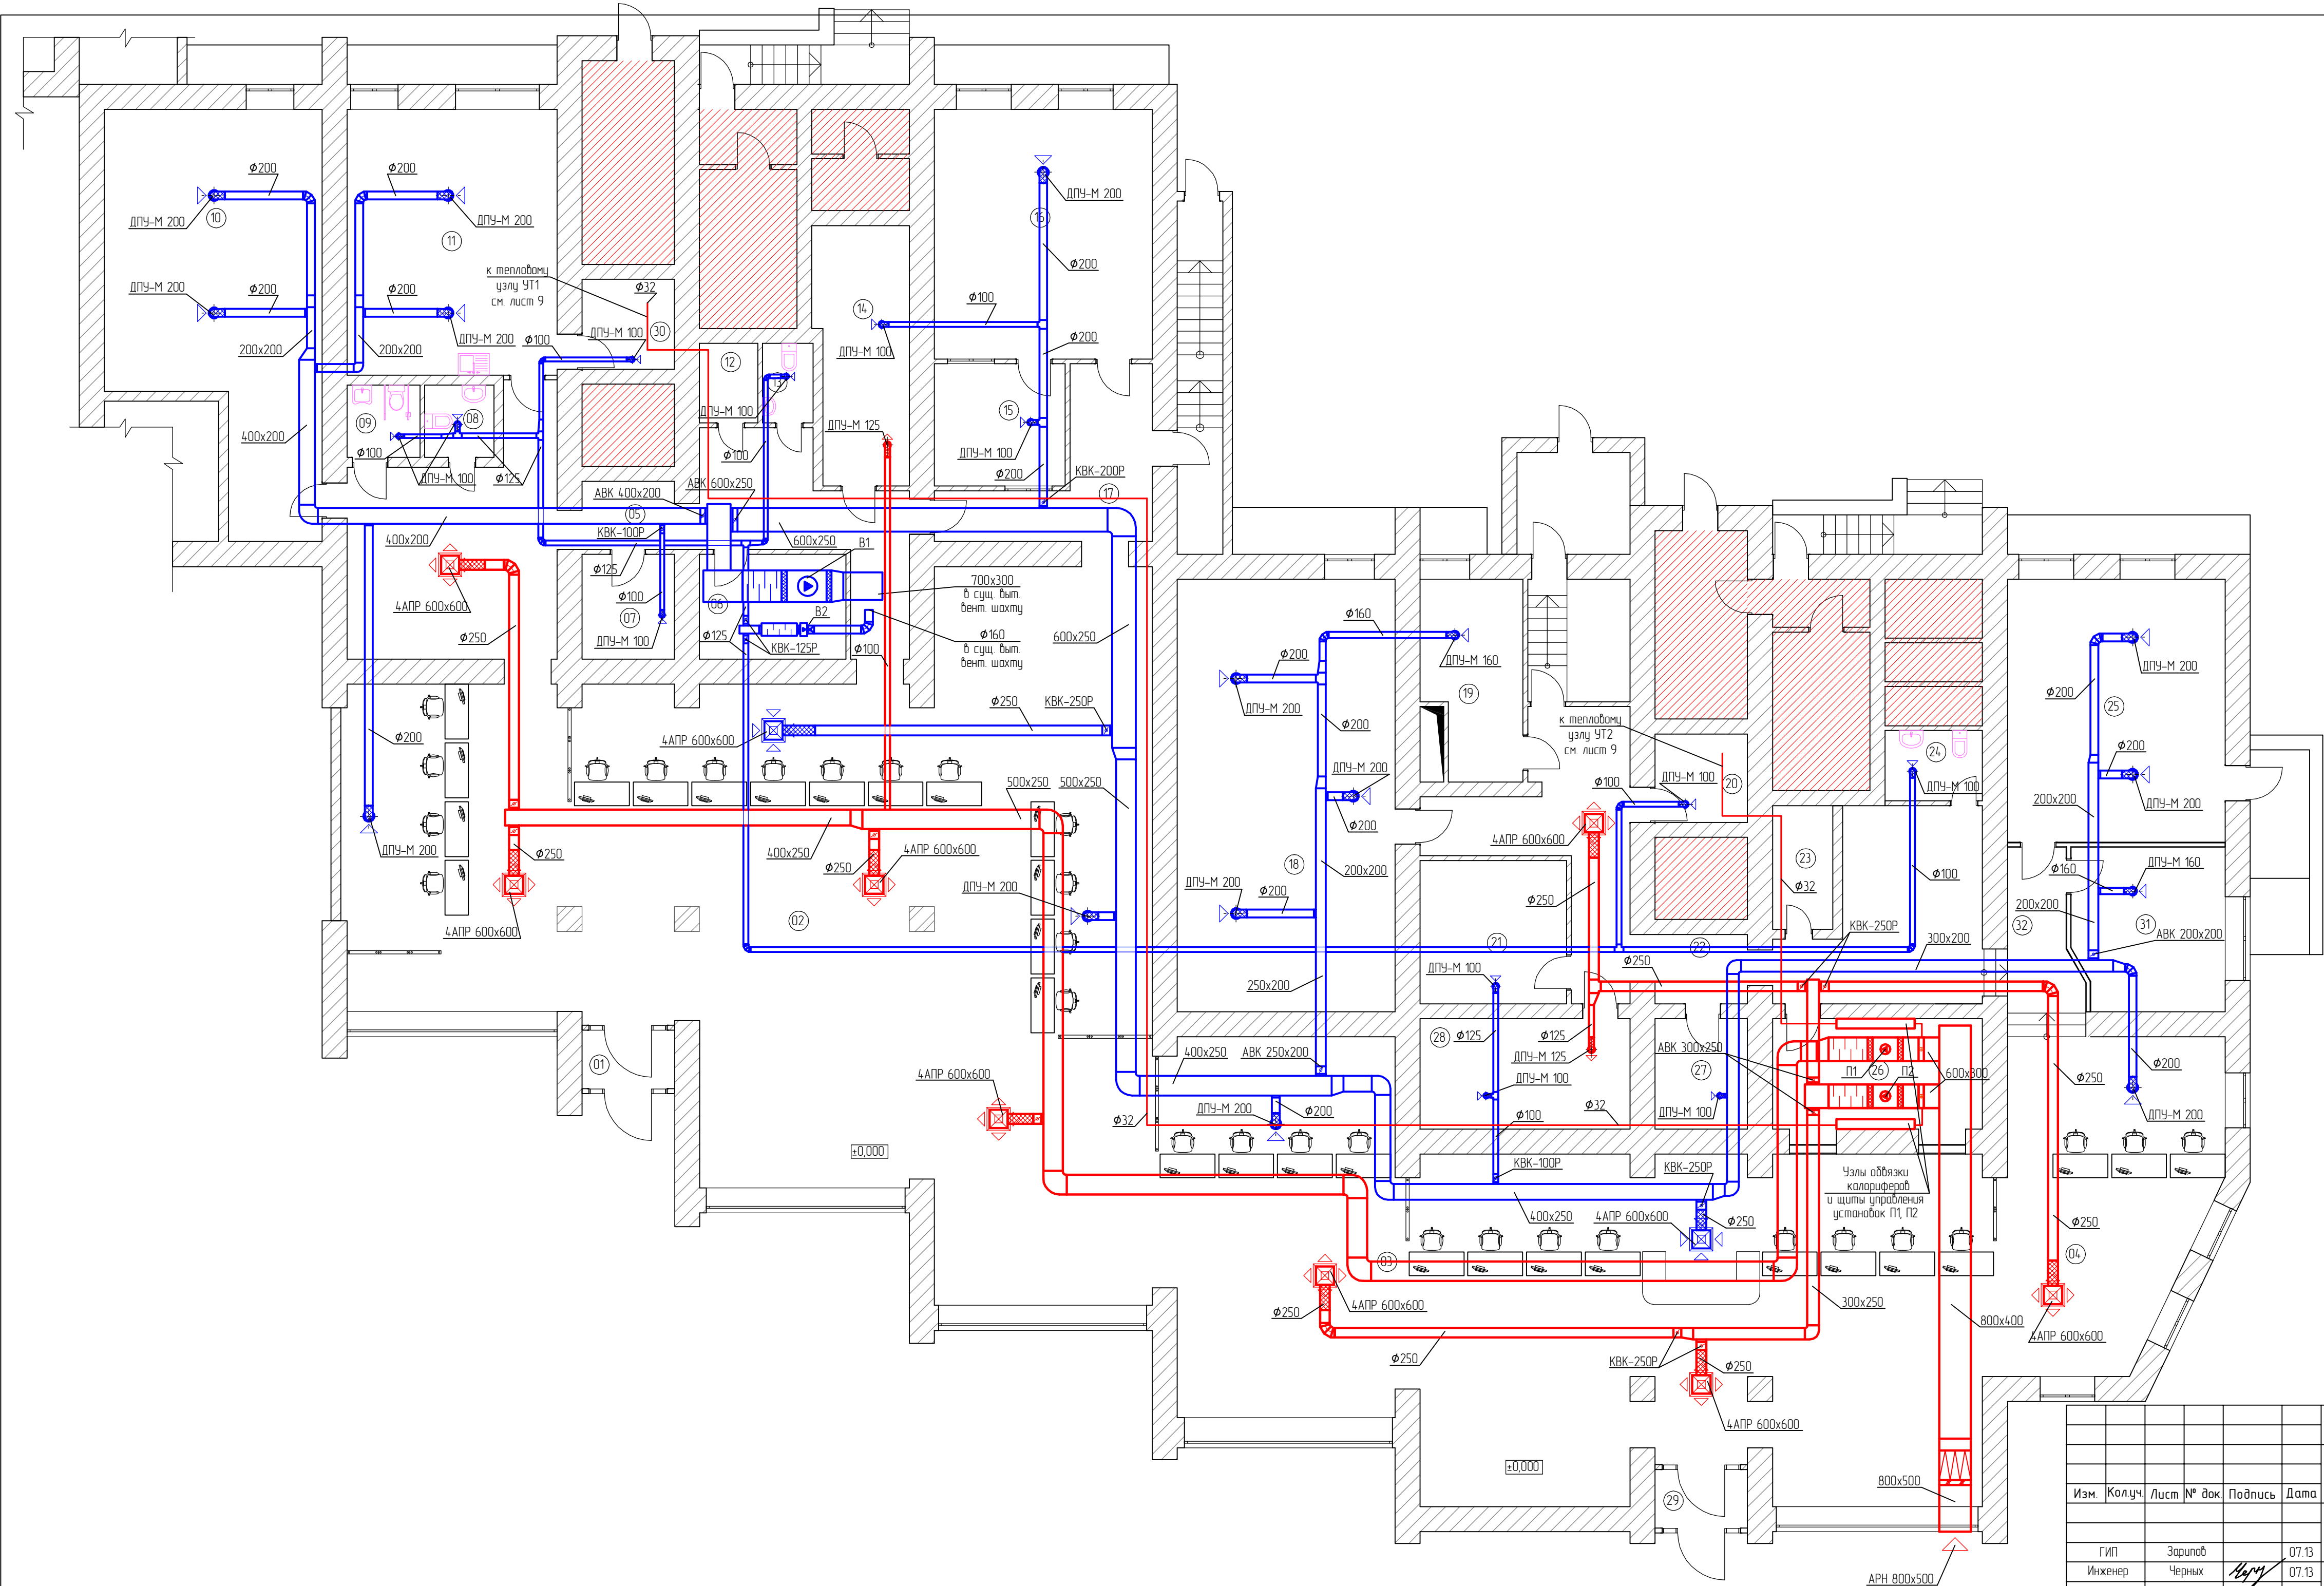 Ф200
Ф200
ДПУ-М 200
10
ДПУ-М 200
11
ДПУ-М 200
16
к тепловому
узлу УТ1
см. лист 9
Ф200
ДПУ-М 200
Ф200
Ф200
Ф32
Ф100
14
30
ДПУ-М 100
ДПУ-М 200
Ф100
Ф200
200х200
200х200
ДПУ-М 100
12
13
ДПУ-М 100
15
09
08
ДПУ-М 125
400х200
Ф100
Ф100
ДПУ-М 100
ДПУ-М 100
Ф125
Ф200
КВК-200Р
АВК 600х250
АВК 400х200
17
05
КВК-100Р
400х200
600х250
В1
Ф125
700х300
в сущ. выт.
вент. шахту
4АПР 600х600
Ф100
06
07
В2
Ф160
Ф250
ДПУ-М 100
Ф125
КВК-125Р
Ф160
в сущ. выт.
вент. шахту
600х250
Ф100
Ф200
ДПУ-М 160
ДПУ-М 200
Ф200
19
25
Ф250
КВК-250Р
ДПУ-М 200
к тепловому
узлу УТ2
см. лист 9
Ф200
4АПР 600х600
Ф200
24
Ф200
ДПУ-М 200
ДПУ-М 100
20
Ф100
ДПУ-М 100
500х250
500х250
200х200
ДПУ-М 200
Ф200
4АПР 600х600
ДПУ-М 200
Ф250
400х250
4АПР 600х600
Ф250
18
23
ДПУ-М 160
200х200
Ф160
Ф100
ДПУ-М 200
ДПУ-М 200
Ф200
Ф32
Ф250
200х200
02
31
32
4АПР 600х600
КВК-250Р
АВК 200х200
21
22
300х200
ДПУ-М 100
Ф250
250х200
28
Ф125
Ф125
АВК 300х250
400х250
АВК 250х200
ДПУ-М 125
01
4АПР 600х600
27
П1
26
П2
600х300
Ф250
Ф200
ДПУ-М 100
Ф32
ДПУ-М 200
Ф200
Ф100
Ф32
ДПУ-М 100
ДПУ-М 200
±0,000
КВК-100Р
КВК-250Р
Узлы обвязки
калориферов
и щиты управления
установок П1, П2
400х250
4АПР 600х600
Ф250
Ф250
03
04
4АПР 600х600
Ф250
300х250
800х400
4АПР 600х600
Ф250
КВК-250Р
Ф250
4АПР 600х600
±0,000
800х500
29
Изм.
Кол.уч.
Лист
№ док.
Подпись
Дата
ГИП
Зарипов
07.13
Инженер
Черных
07.13
АРН 800х500